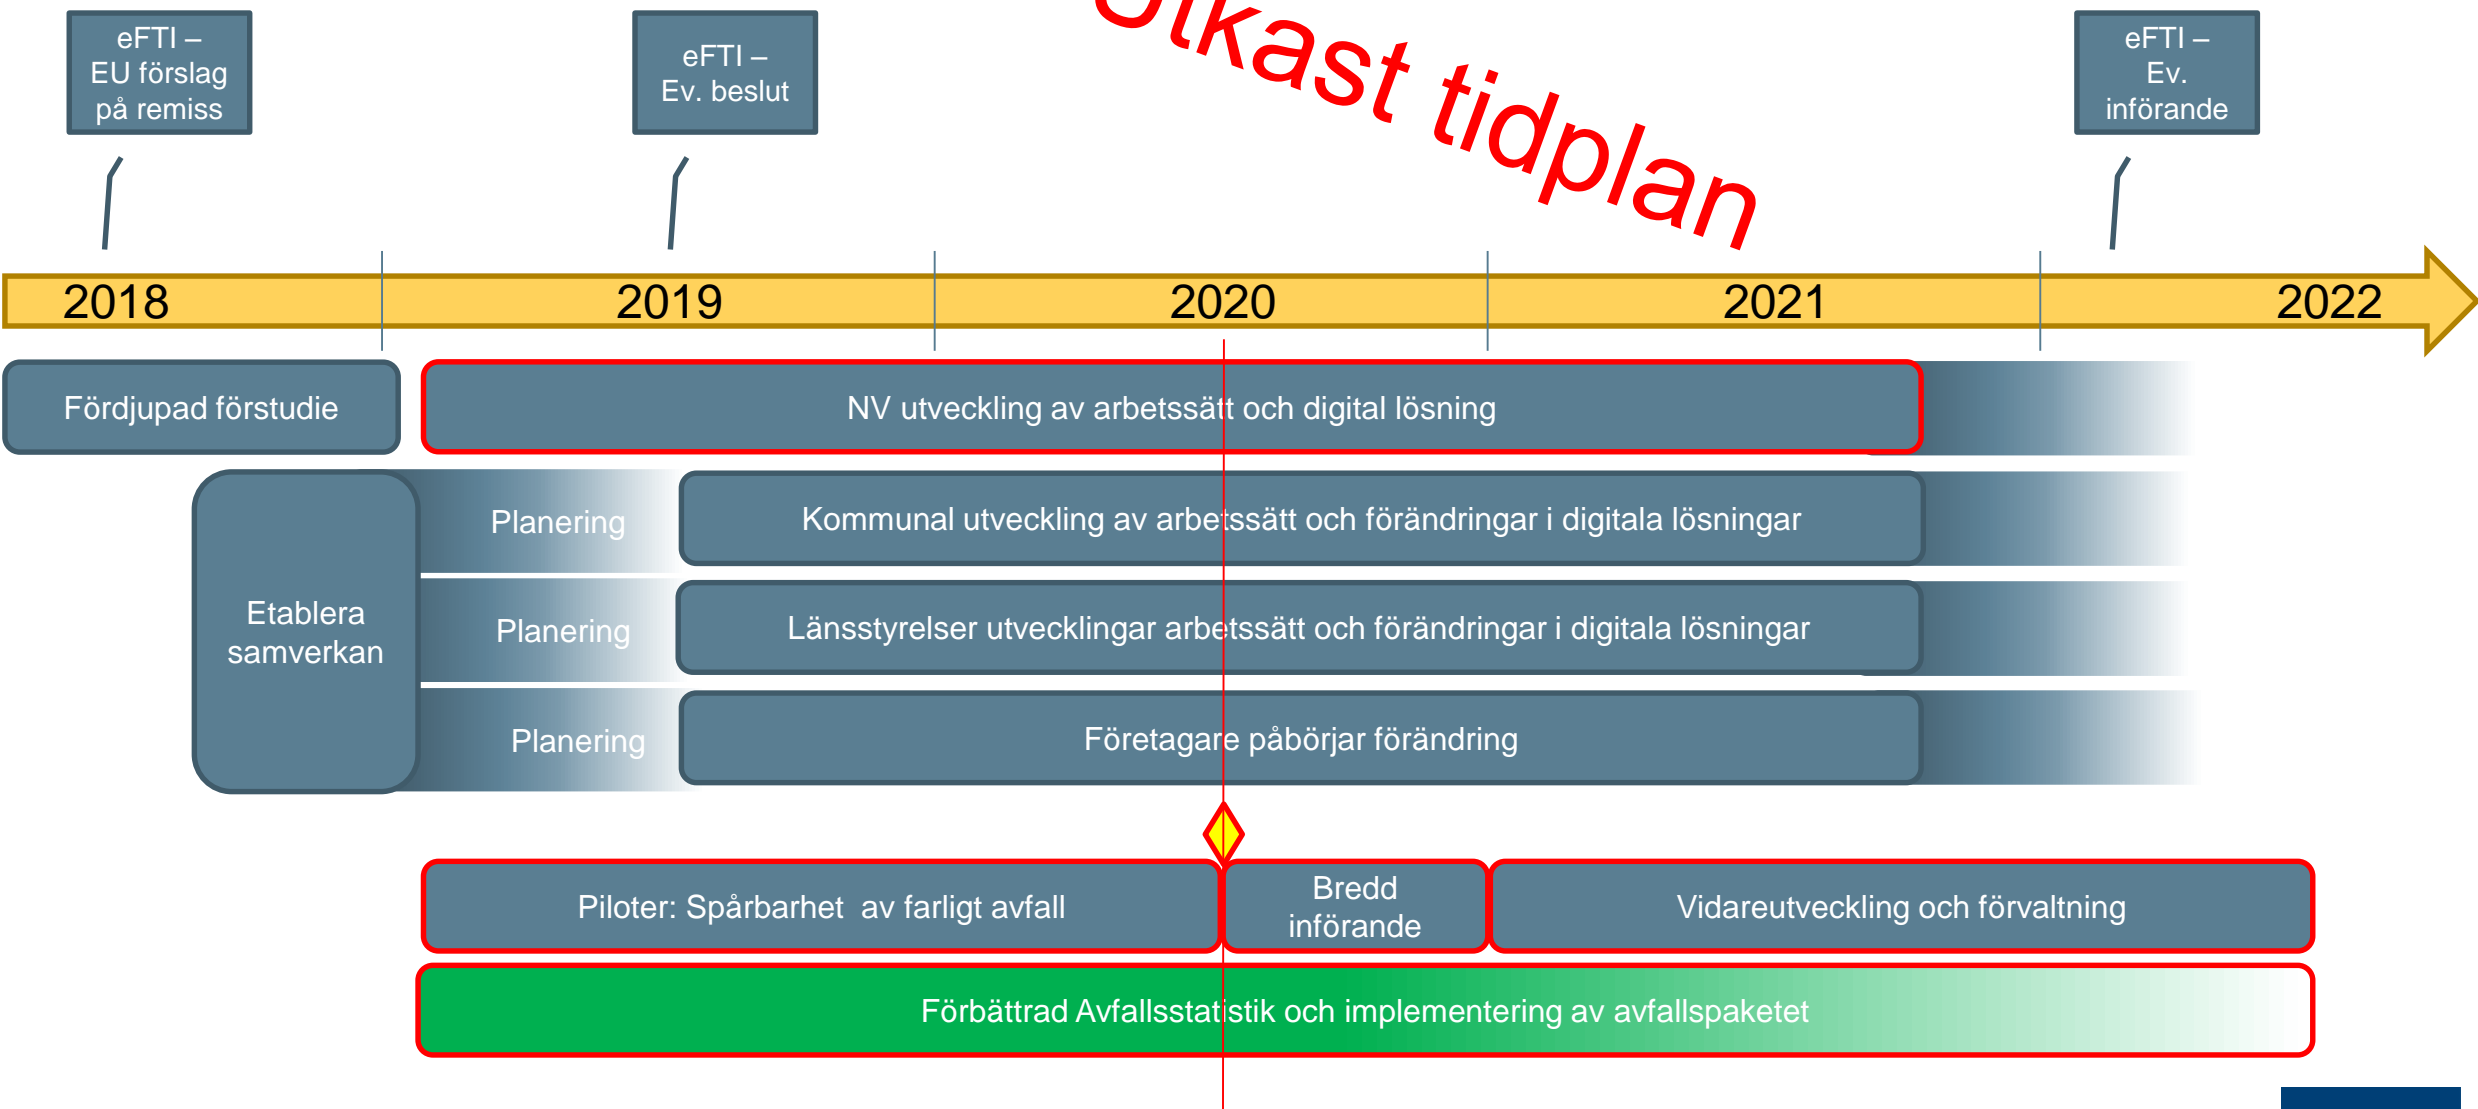 Utkast tidplan
eFTI –
EU förslag
på remiss
eFTI –
Ev. beslut
eFTI –
Ev.
införande
2018
2019
2020
2021
2022
Fördjupad förstudie
NV utveckling av arbetssätt och digital lösning
Etablera
samverkan
Planering
Kommunal utveckling av arbetssätt och förändringar i digitala lösningar
Planering
Länsstyrelser utvecklingar arbetssätt och förändringar i digitala lösningar
Planering
Företagare påbörjar förändring
Piloter: Spårbarhet av farligt avfall
Bredd
införande
Vidareutveckling och förvaltning
Förbättrad Avfallsstatistik och implementering av avfallspaketet